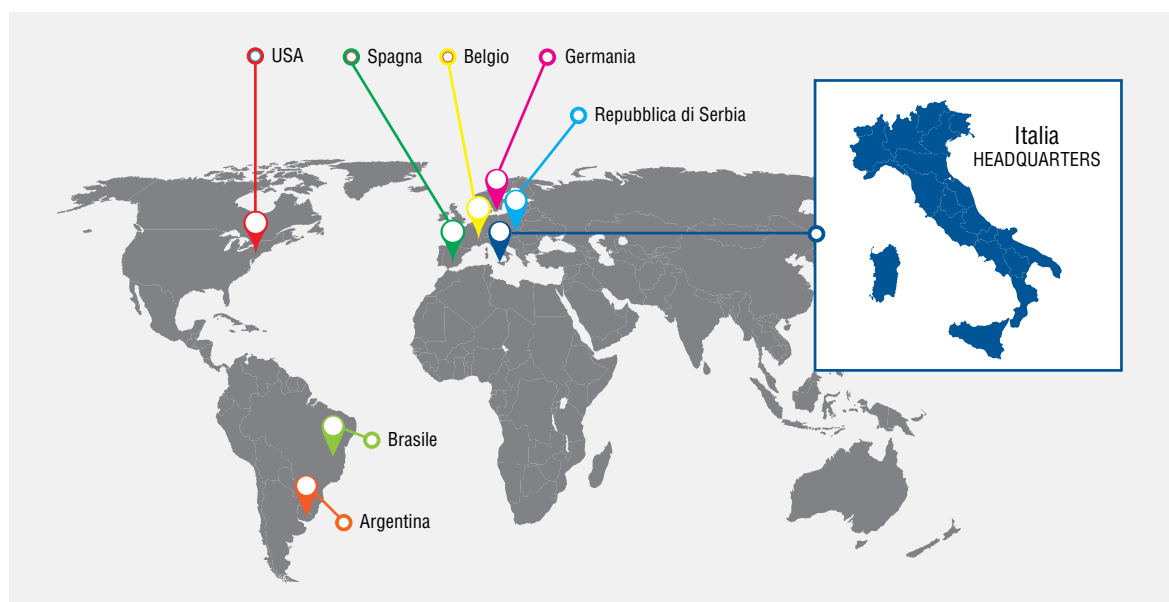 USA
Spagna
Belgio
Germania
Repubblica di Serbia
Italia
HEADQUARTERS
Brasile
Argentina